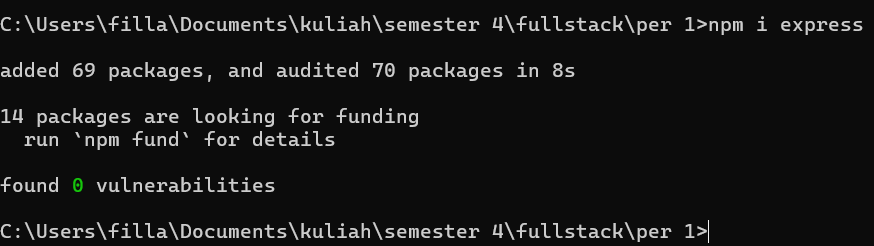 C:\Users\filla\Documents\kuliah\semester 4\fullstack\per 1>npm i express
added 69 packages, and audited 70 packages in 8s
14 packages are looking for funding
  run `npm fund` for details
found 0 vulnerabilities
C:\Users\filla\Documents\kuliah\semester 4\fullstack\per 1>